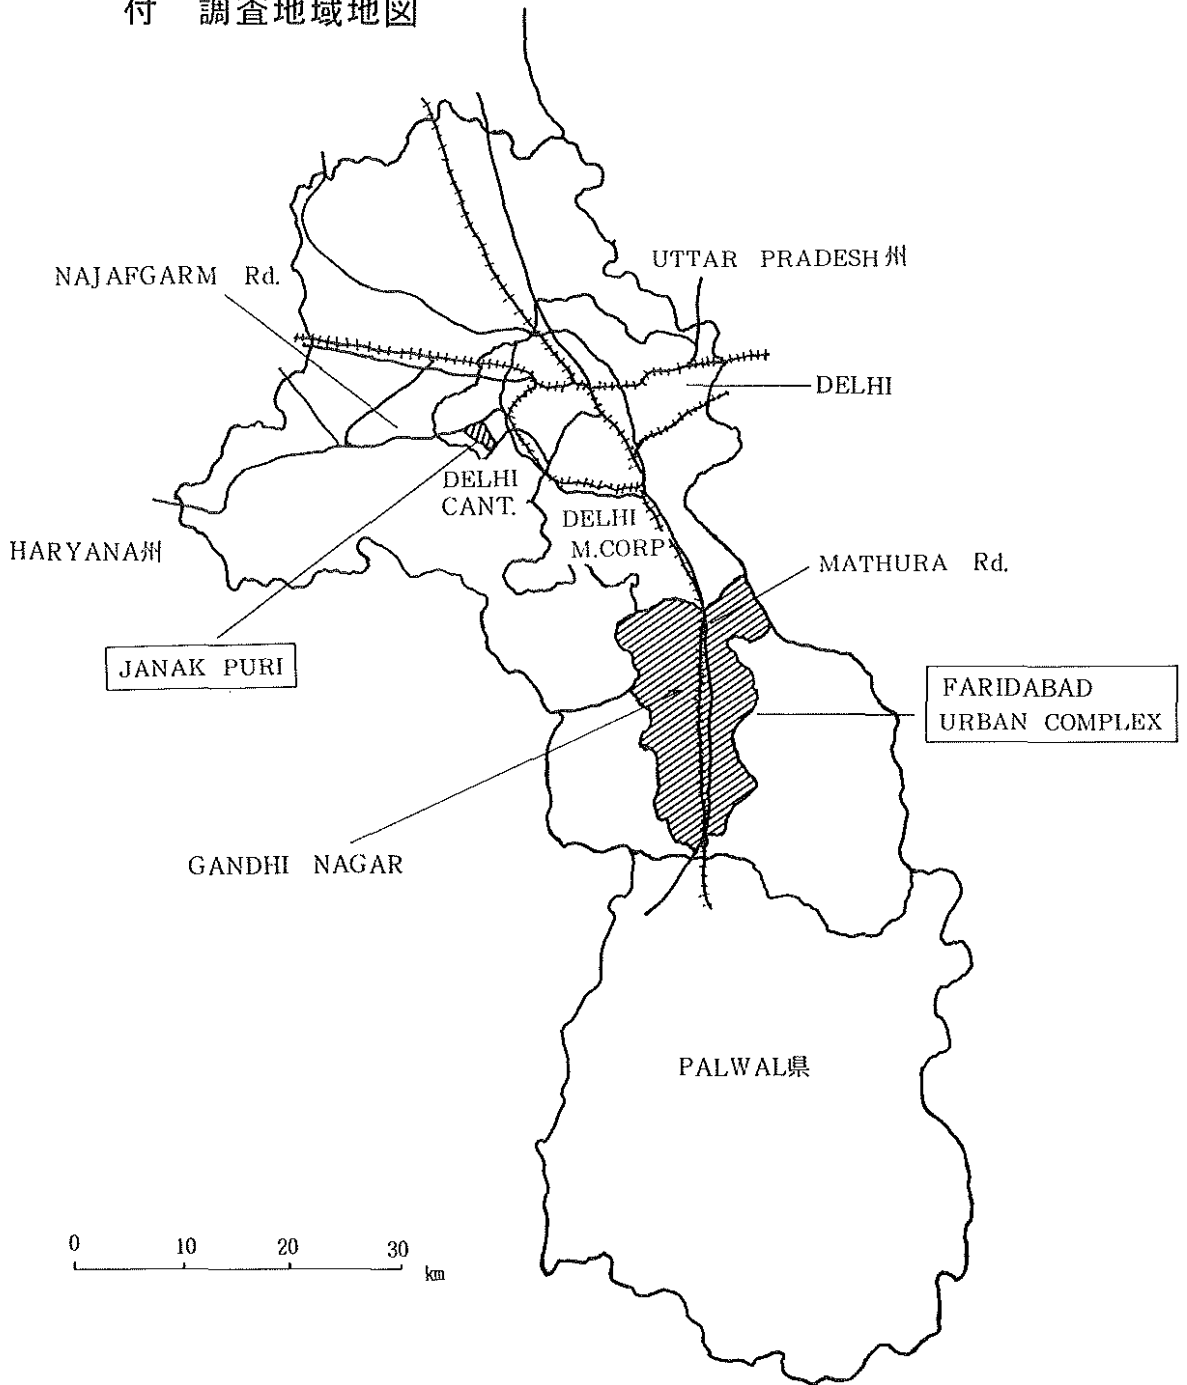 付 調査地域地図
UTTAR PRADESH州
NAJAFGARM Rd.
DELHI
DELHI
CANT.
DELHI
M.CORP
HARYANA州
MATHURA Rd.
JANAK PURI
FARIDABAD
URBAN COMPLEX
GANDHI NAGAR
PALWAL県
0 10 20 30
km